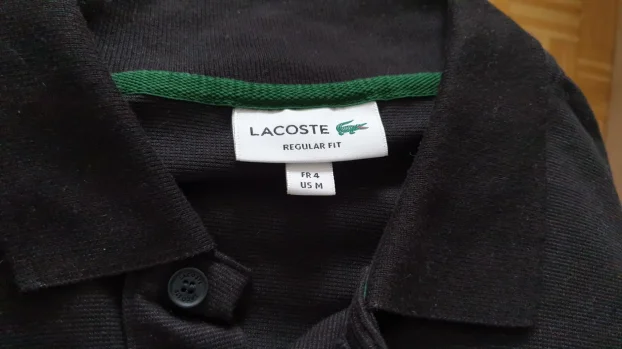 LACOSTE
REGULAR FIT
FR 4
US M